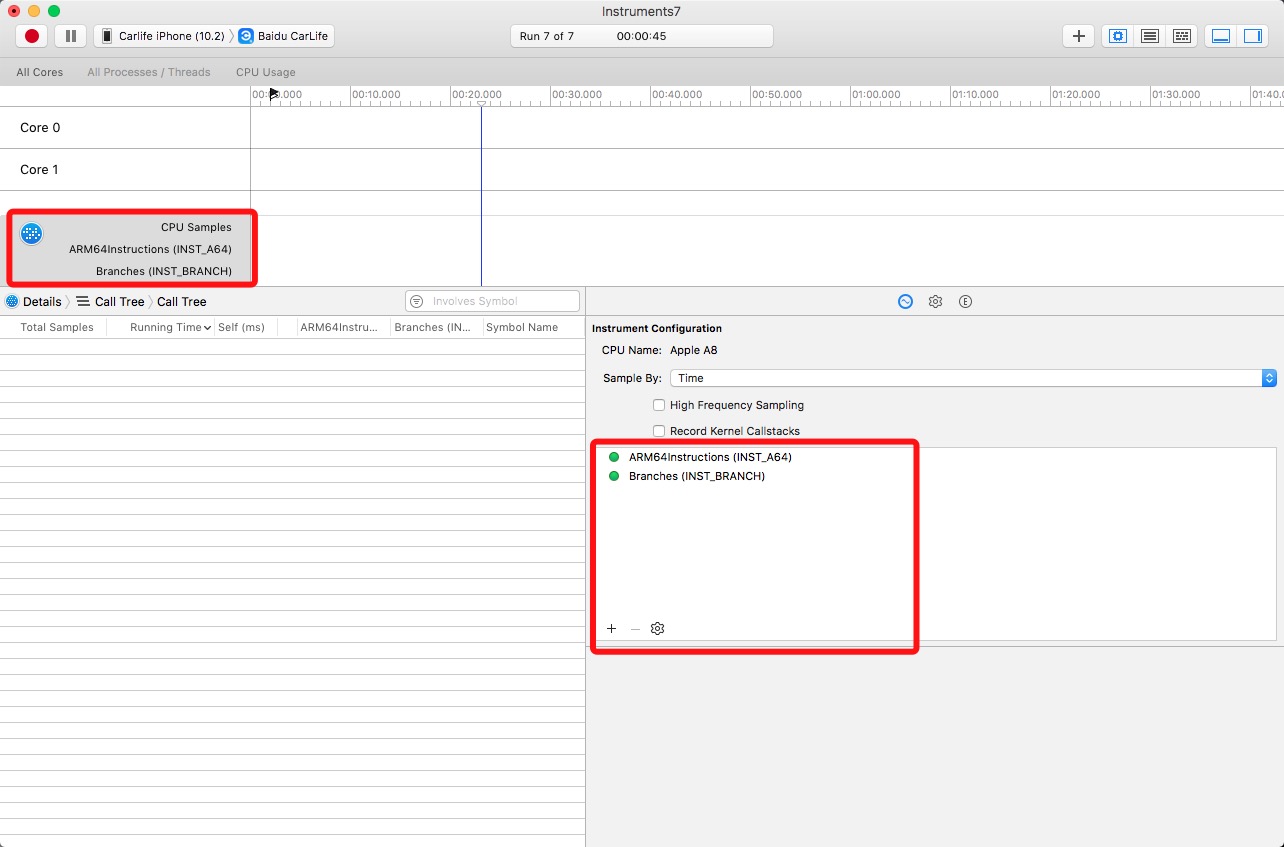 Instruments7
Carlife iPhone (10.2) Baidu CarLife Run 7 of 7 00:00:45
All Cores All Processes / Threads CPU Usage
00:00.000 00:10.000 00:20.000 00:30.000 00:40.000 00:50.000 01:00.000 01:10.000 01:20.000 01:30.000 01:40.0
Core 0
Core 1
CPU Samples
ARM64Instructions (INST_A64)
Branches (INST_BRANCH)
Details Call Tree Call Tree Involves Symbol E
Total Samples Running Time Self (ms) ARM64Instru... Branches (IN... Symbol Name
Instrument Configuration
CPU Name: Apple A8
Sample By: Time
High Frequency Sampling
Record Kernel Callstacks
ARM64Instructions (INST_A64)
Branches (INST_BRANCH)